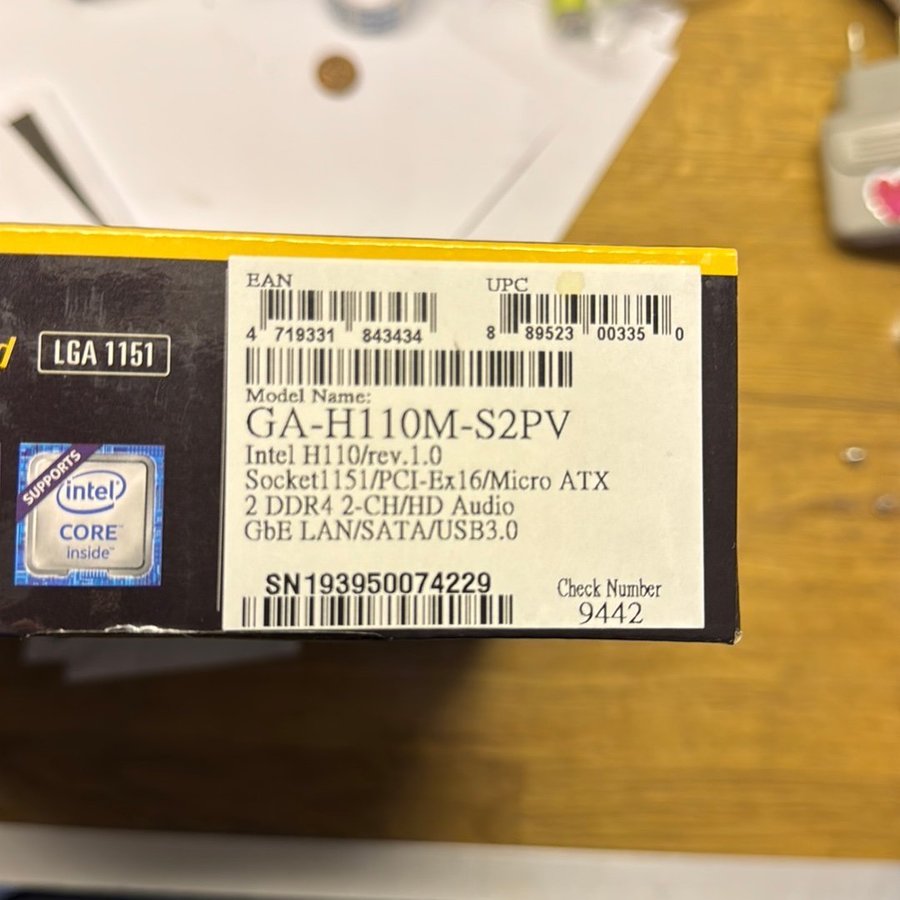 d
LGA 1151
SUPPORTS
intel
CORE™
inside™
EAN
UPC
4 719331 843434
8 89523 00335 0
Model Name:
GA-H110M-S2PV
Intel H110/rev.1.0
Socket1151/PCI-Ex16/Micro ATX
2 DDR4 2-CH/HD Audio
GbE LAN/SATA/USB3.0
SN193950074229
Check Number
9442